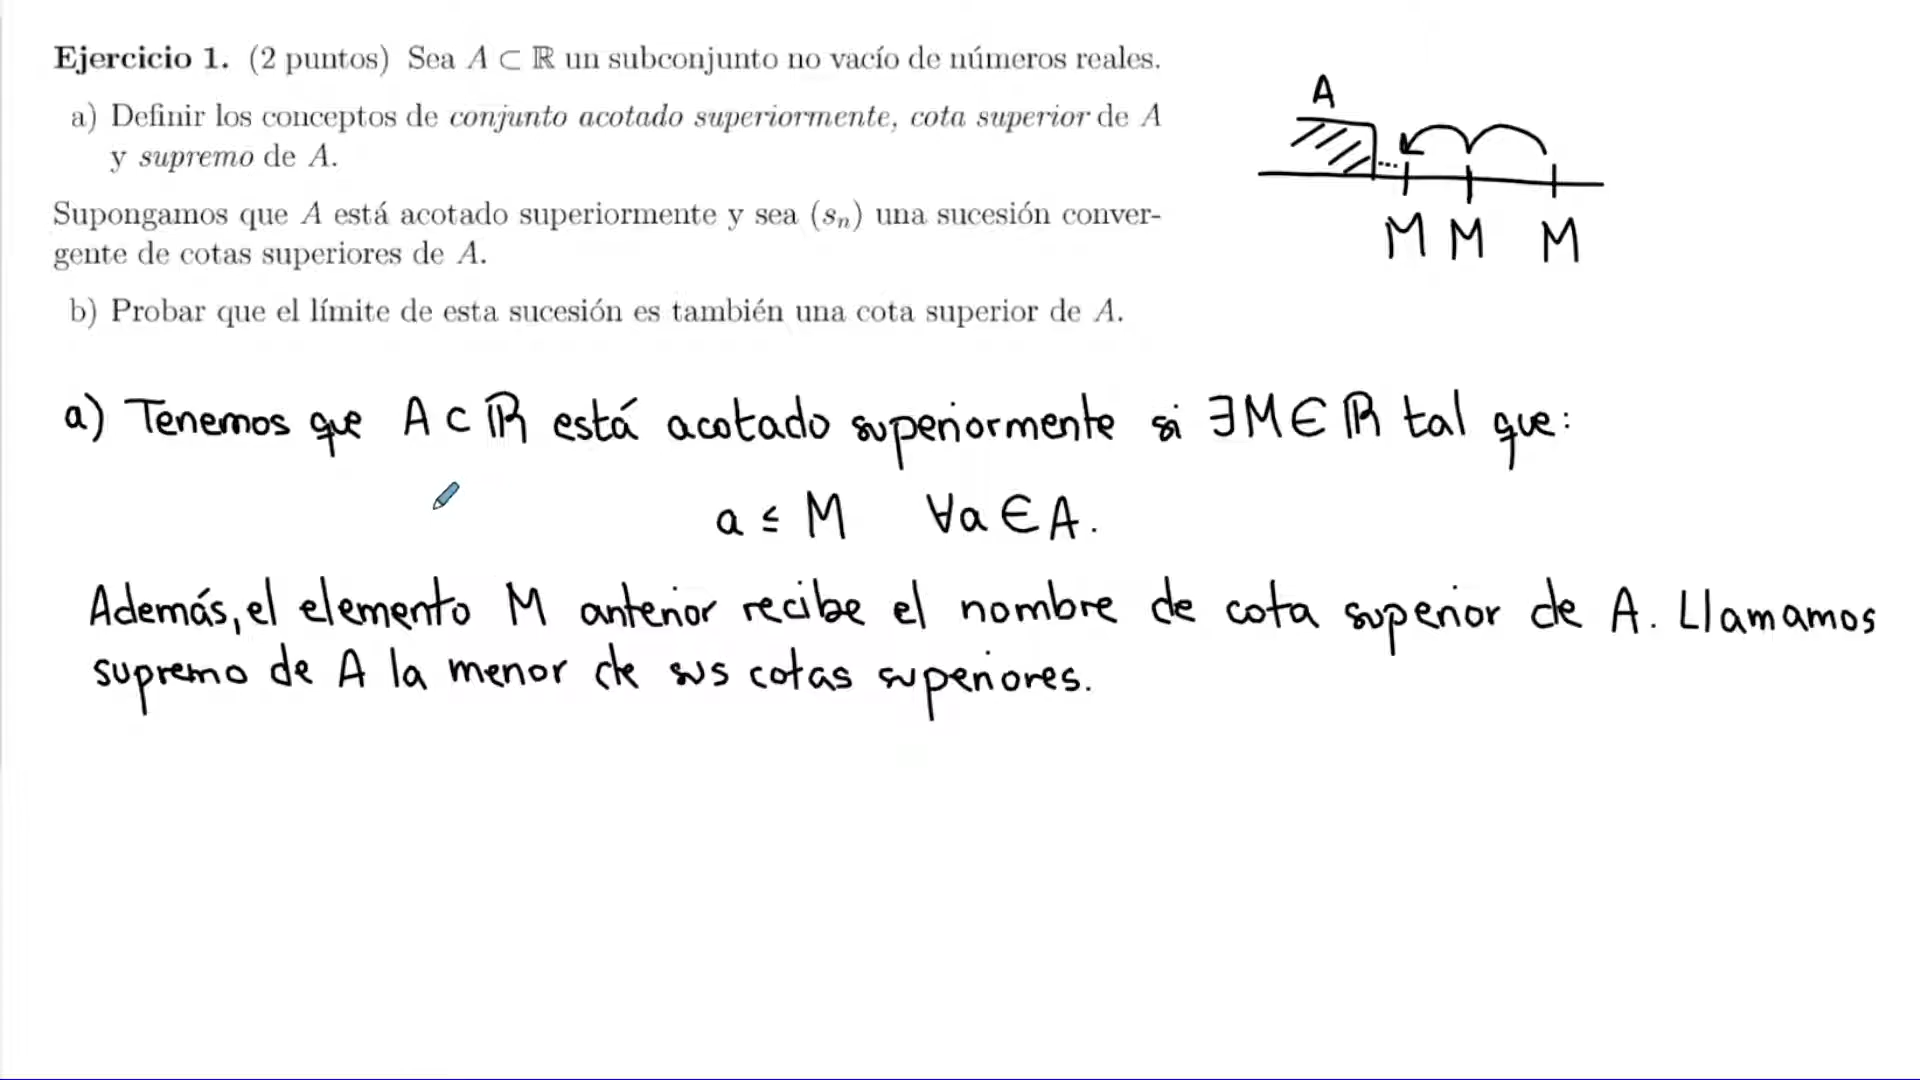 Ejercicio 1. (2 puntos) Sea A ⊂ ℝ un subconjunto no vacío de números reales.
a) Definir los conceptos de conjunto acotado superiormente, cota superior de A
y supremo de A.
Supongamos que A está acotado superiormente y sea (sₙ) una sucesión conver-
gente de cotas superiores de A.
b) Probar que el límite de esta sucesión es también una cota superior de A.
A
M M M
a) Tenemos que A ⊂ ℝ está acotado superiormente si ∃M ∈ ℝ tal que:
a ≤ M ∀a ∈ A.
Además, el elemento M anterior recibe el nombre de cota superior de A. Llamamos
supremo de A la menor de sus cotas superiores.